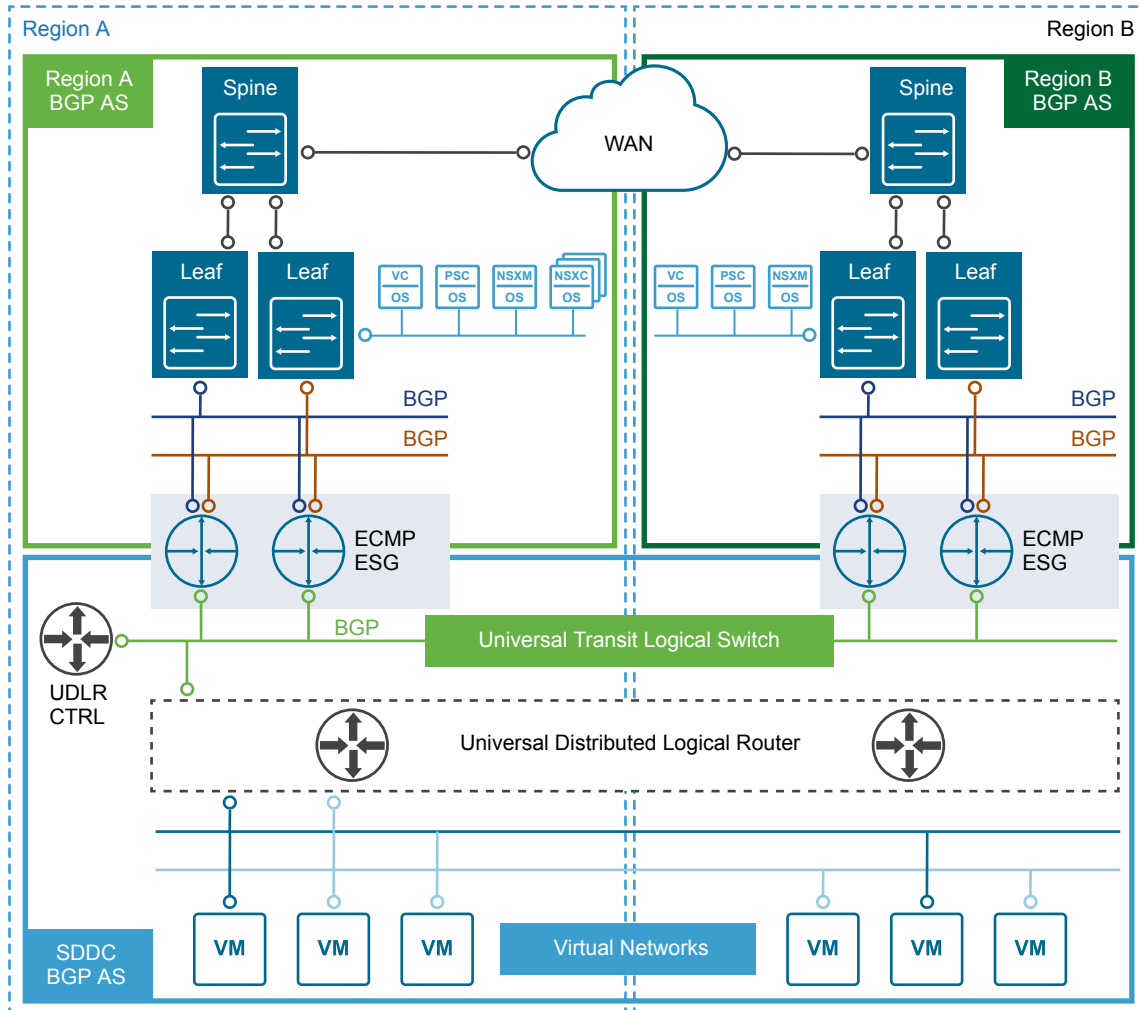 Region A
Region B
Region A
BGP AS
Region B
BGP AS
Spine
Spine
WAN
Leaf
Leaf
VC
OS
PSC
OS
NSXM
OS
NSXC
OS
VC
OS
PSC
OS
NSXM
OS
Leaf
Leaf
BGP
BGP
BGP
BGP
ECMP
ESG
ECMP
ESG
BGP
Universal Transit Logical Switch
UDLR
CTRL
Universal Distributed Logical Router
VM
VM
VM
Virtual Networks
VM
VM
VM
SDDC
BGP AS